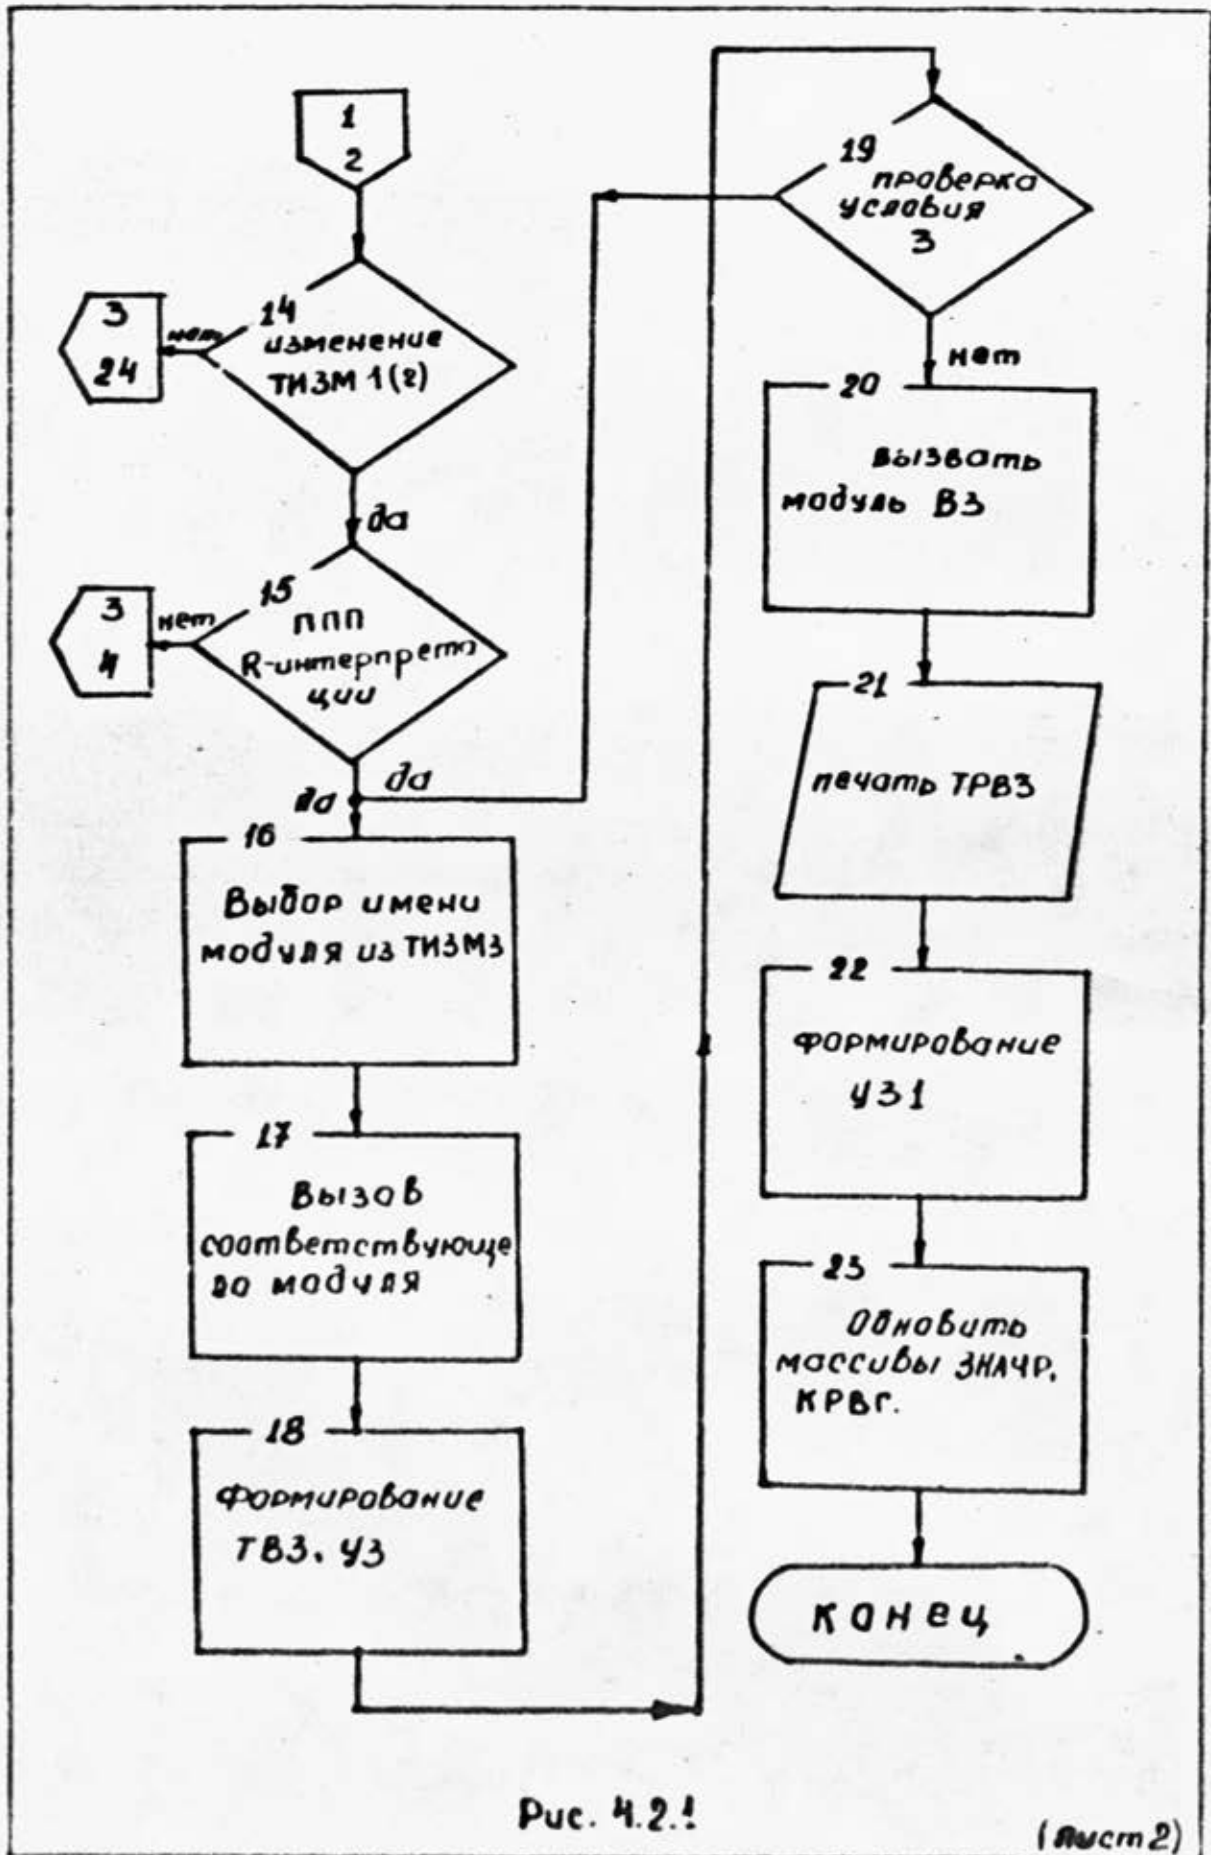 1
2
14
изменение
ТИЗМ 1(2)
нет
3
24
да
15
ППП
R-интерпрета
ции
нет
3
4
да
да
16
Выбор имени
модуля из ТИЗМЗ
17
Вызов
соответствующе
го модуля
18
Формирование
ТВЗ, УЗ
19
проверка
условия
3
нет
20
вызвать
модуль ВЗ
21
печать ТРВЗ
22
формирование
УЗ1
23
Обновить
массивы ЗНАЧР,
КРВГ.
конец
Рис. 4.2.1
(лист 2)